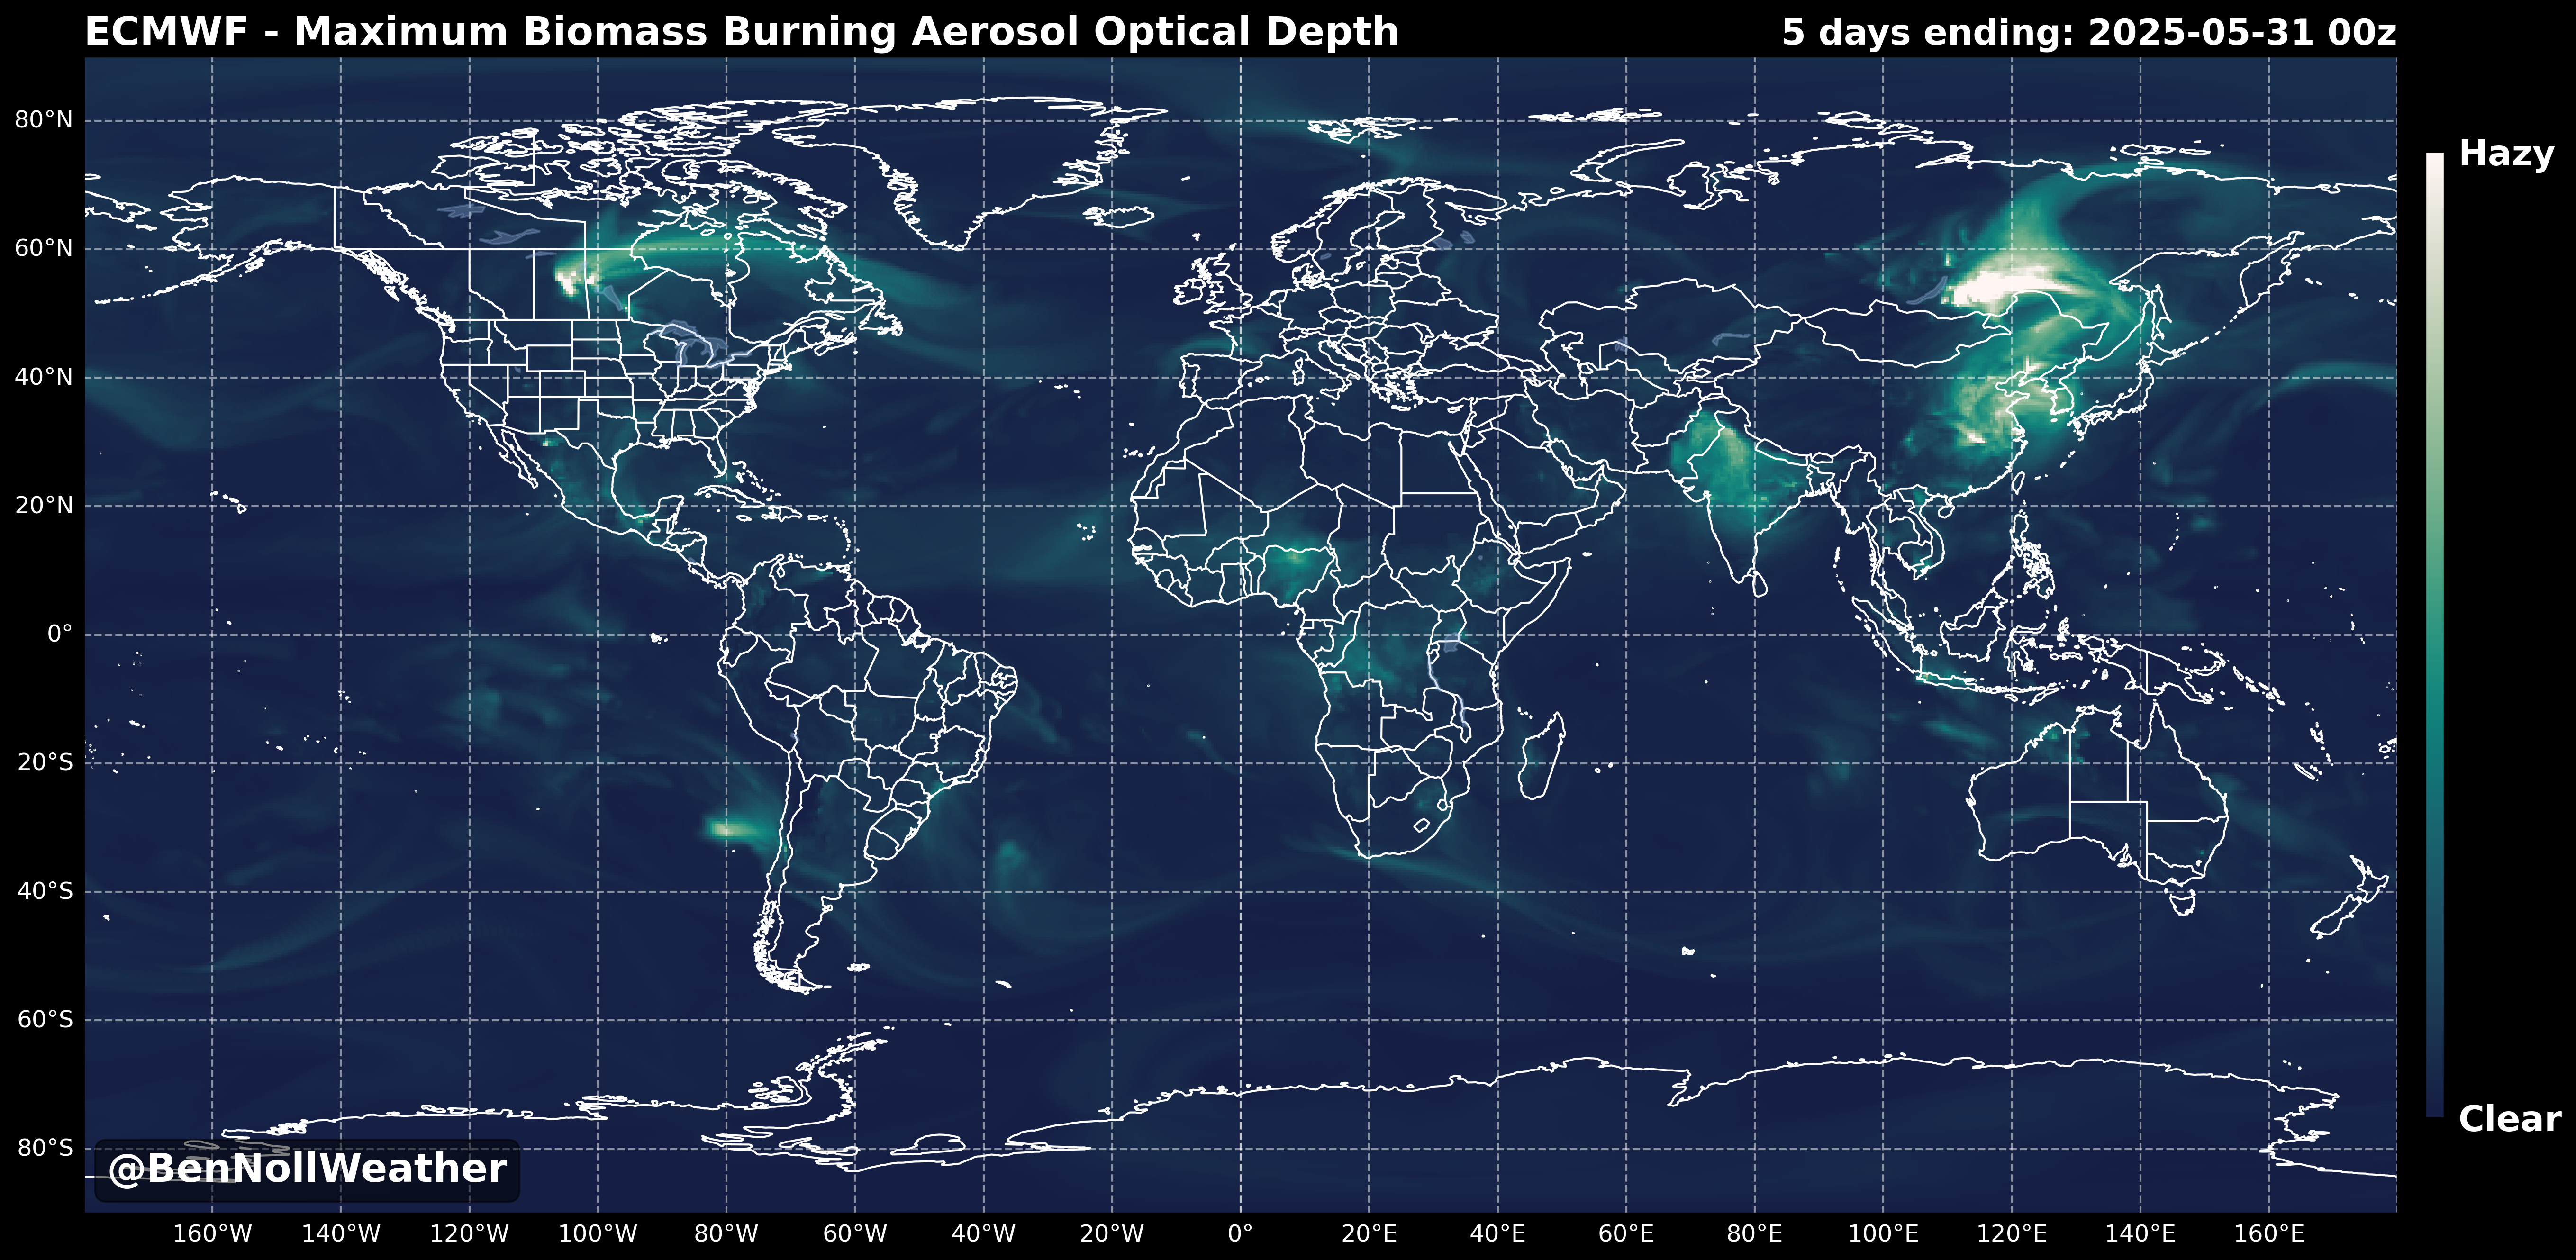 ECMWF - Maximum Biomass Burning Aerosol Optical Depth
5 days ending: 2025-05-31 00z
80°N
60°N
40°N
20°N
0°
20°S
40°S
60°S
80°S
Hazy
Clear
@BenNollWeather
160°W 140°W 120°W 100°W 80°W 60°W 40°W 20°W 0° 20°E 40°E 60°E 80°E 100°E 120°E 140°E 160°E